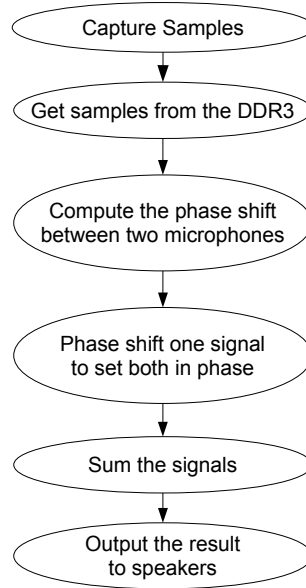 Capture Samples
Get samples from the DDR3
Compute the phase shift
between two microphones
Phase shift one signal
to set both in phase
Sum the signals
Output the result
to speakers